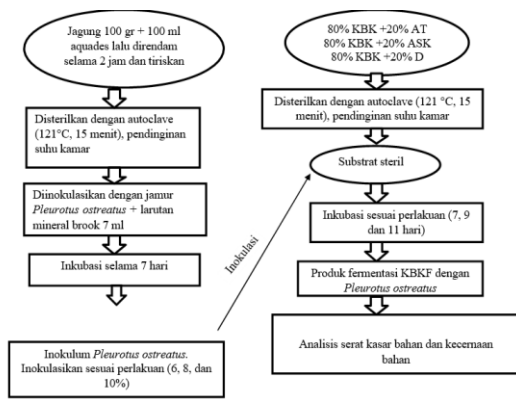 Jagung 100 gr + 100 ml
aquades lalu direndam
selama 2 jam dan tiriskan
Disterilkan dengan autoclave
(121°C, 15 menit), pendinginan
suhu kamar
Diinokulasikan dengan jamur
Pleurotus ostreatus + larutan
mineral brook 7 ml
Inkubasi selama 7 hari
Inokulum Pleurotus ostreatus.
Inokulasikan sesuai perlakuan (6, 8, dan
10%)
Inokulasi
80% KBK +20% AT
80% KBK +20% ASK
80% KBK +20% D
Disterilkan dengan autoclave (121 °C, 15
menit), pendinginan suhu kamar
Substrat steril
Inkubasi sesuai perlakuan (7, 9
dan 11 hari)
Produk fermentasi KBKF dengan
Pleurotus ostreatus
Analisis serat kasar bahan dan kecernaan
bahan